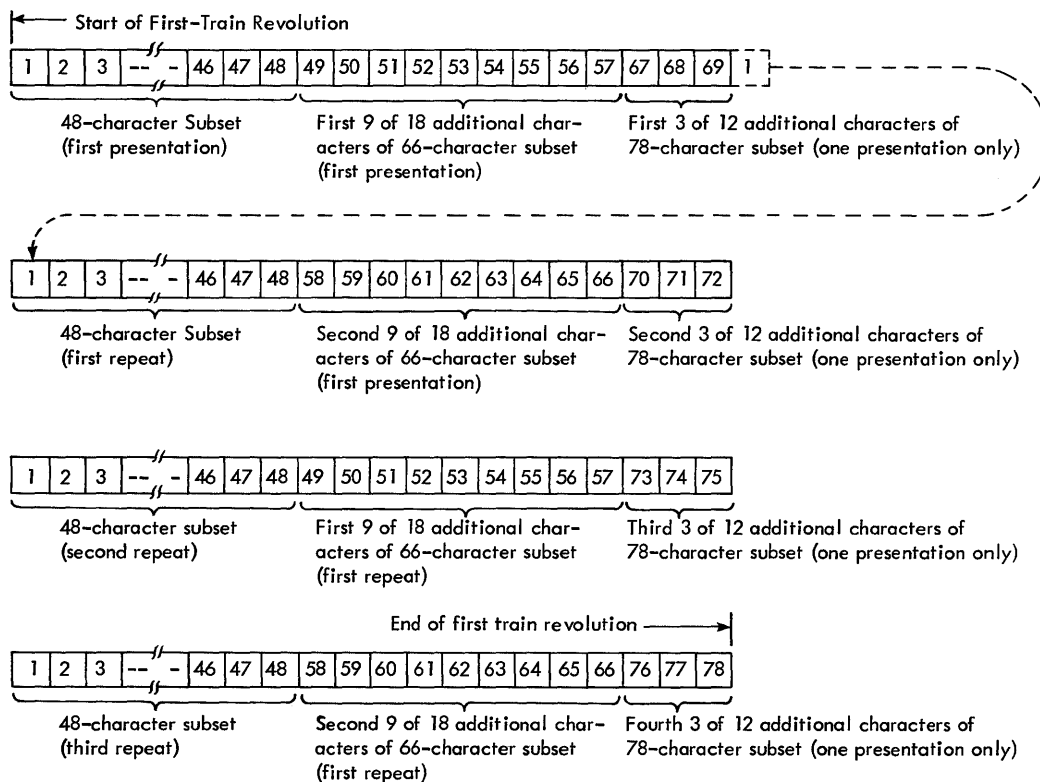 Start of First-Train Revolution
1 2 3 -- - 46 47 48 49 50 51 52 53 54 55 56 57 67 68 69 1
48-character Subset
(first presentation)
First 9 of 18 additional char-
acters of 66-character subset
(first presentation)
First 3 of 12 additional characters of
78-character subset (one presentation only)
1 2 3 -- - 46 47 48 58 59 60 61 62 63 64 65 66 70 71 72
48-character Subset
(first repeat)
Second 9 of 18 additional char-
acters of 66-character subset
(first presentation)
Second 3 of 12 additional characters of
78-character subset (one presentation only)
1 2 3 -- - 46 47 48 49 50 51 52 53 54 55 56 57 73 74 75
48-character subset
(second repeat)
First 9 of 18 additional char-
acters of 66-character subset
(first repeat)
Third 3 of 12 additional characters of
78-character subset (one presentation only)
End of first train revolution
1 2 3 -- - 46 47 48 58 59 60 61 62 63 64 65 66 76 77 78
48-character subset
(third repeat)
Second 9 of 18 additional char-
acters of 66-character subset
(first repeat)
Fourth 3 of 12 additional characters of
78-character subset (one presentation only)